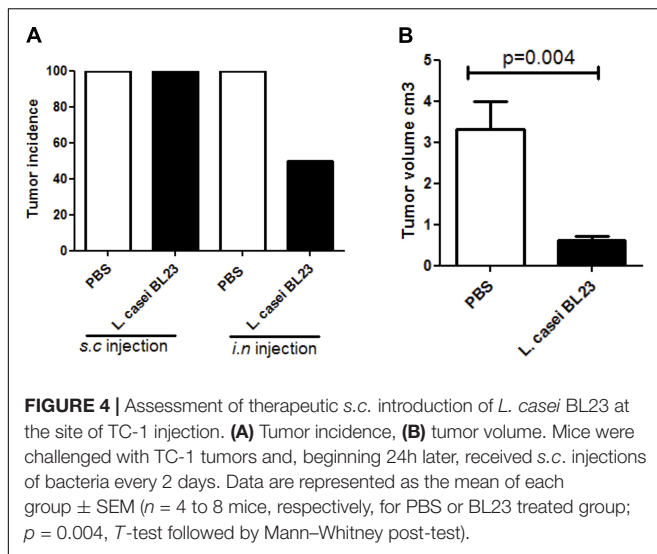 A
Tumor incidence
100
80
60
40
20
0
PBS
L. casei BL23
PBS
L. casei BL23
s.c injection
i.n injection
B
Tumor volume cm3
5
4
3
2
1
0
p=0.004
PBS
L. casei BL23
FIGURE 4 | Assessment of therapeutic s.c. introduction of L. casei BL23 at
the site of TC-1 injection. (A) Tumor incidence, (B) tumor volume. Mice were
challenged with TC-1 tumors and, beginning 24h later, received s.c. injections
of bacteria every 2 days. Data are represented as the mean of each
group ± SEM (n = 4 to 8 mice, respectively, for PBS or BL23 treated group;
p = 0.004, T-test followed by Mann–Whitney post-test).